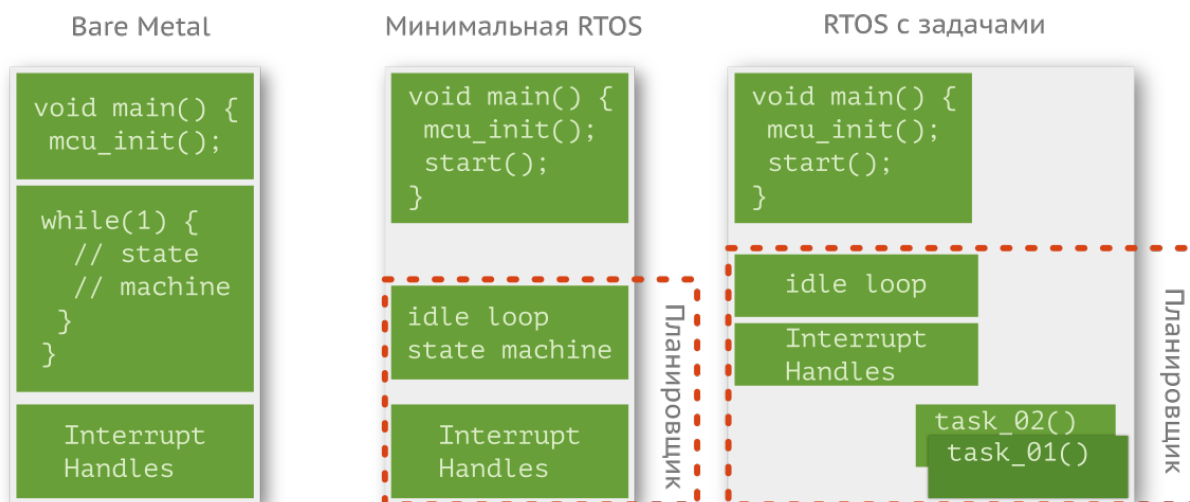 Bare Metal
void main() {
mcu_init();
while(1) {
// state
// machine
}
}
Interrupt
Handles
Минимальная RTOS
void main() {
mcu_init();
start();
}
idle loop
state machine
Interrupt
Handles
Планировщик
RTOS с задачами
void main() {
mcu_init();
start();
}
idle loop
Interrupt
Handles
task_02()
task_01()
Планировщик